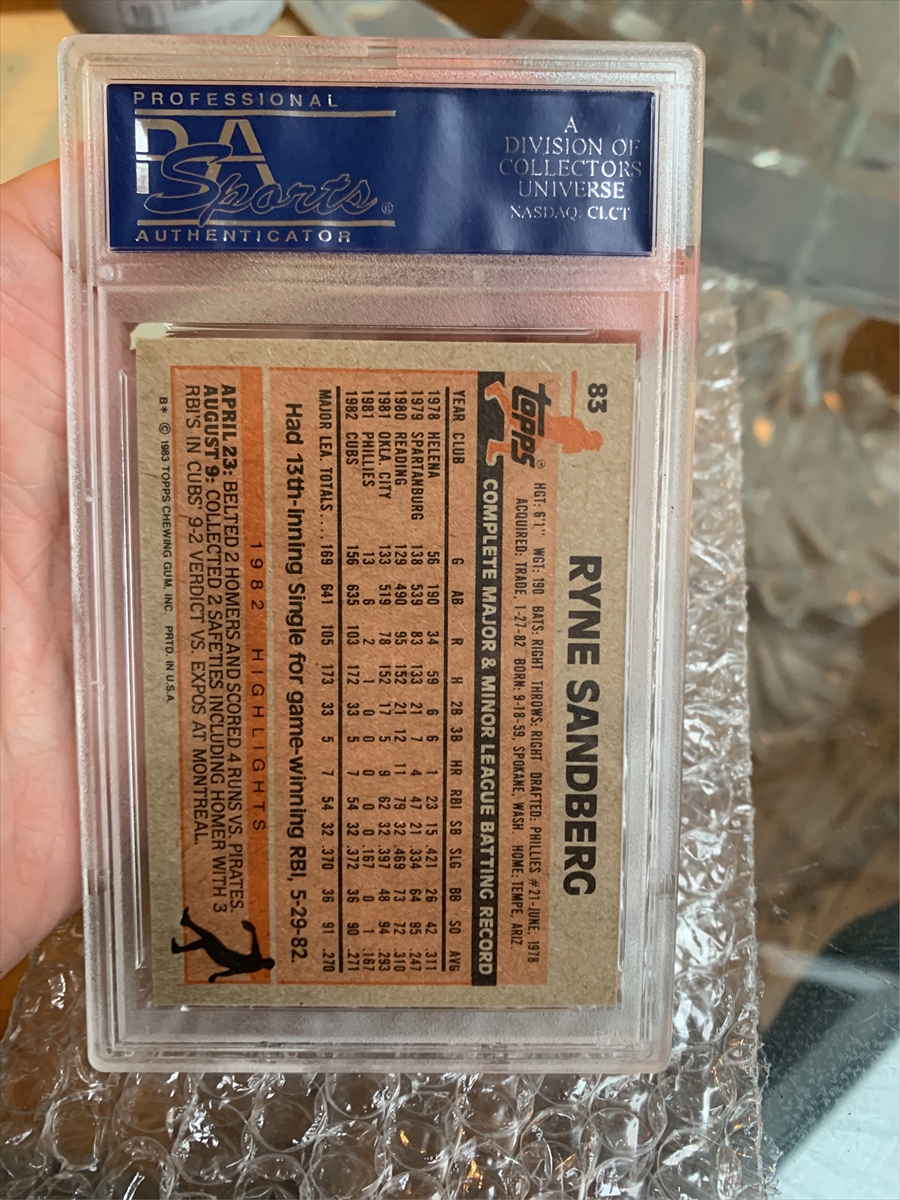 PROFESSIONAL
Sports®
AUTHENTICATOR
A
DIVISION OF
COLLECTORS
UNIVERSE
NASDAQ: CLCT
83
topps®
RYNE SANDBERG
HGT: 6'1" WGT: 190 BATS: RIGHT THROWS: RIGHT DRAFTED: PHILLIES #21-JUNE, 1978
ACQUIRED: TRADE, 1-27-82 BORN: 9-18-59, SPOKANE, WASH. HOME: TEMPE, ARIZ.
COMPLETE MAJOR & MINOR LEAGUE BATTING RECORD
YEAR CLUB G AB R H 2B 3B HR RBI SB SLG BB SO AVG
1978 HELENA 56 190 34 59 6 6 1 23 15 .421 26 42 .311
1979 SPARTANBURG 138 539 83 133 21 7 4 47 21 .334 64 95 .247
1980 READING 129 490 95 152 21 12 11 79 32 .469 73 72 .310
1981 OKLA. CITY 133 519 78 152 17 5 9 62 32 .397 48 94 .293
1981 PHILLIES 13 6 2 1 0 0 0 0 0 .167 0 1 .167
1982 CUBS 156 635 103 172 33 5 7 54 32 .372 36 90 .271
MAJOR LEA. TOTALS.... 169 641 105 173 33 5 7 54 32 .370 36 91 .270
Had 13th-inning Single for game-winning RBI, 5-29-82.
1982 HIGHLIGHTS
APRIL 23: BELTED 2 HOMERS AND SCORED 4 RUNS VS. PIRATES.
AUGUST 9: COLLECTED 2 SAFETIES INCLUDING HOMER WITH 3
RBI'S IN CUBS' 9-2 VERDICT VS. EXPOS AT MONTREAL.
B* © 1983 TOPPS CHEWING GUM, INC. PRTD. IN U.S.A.